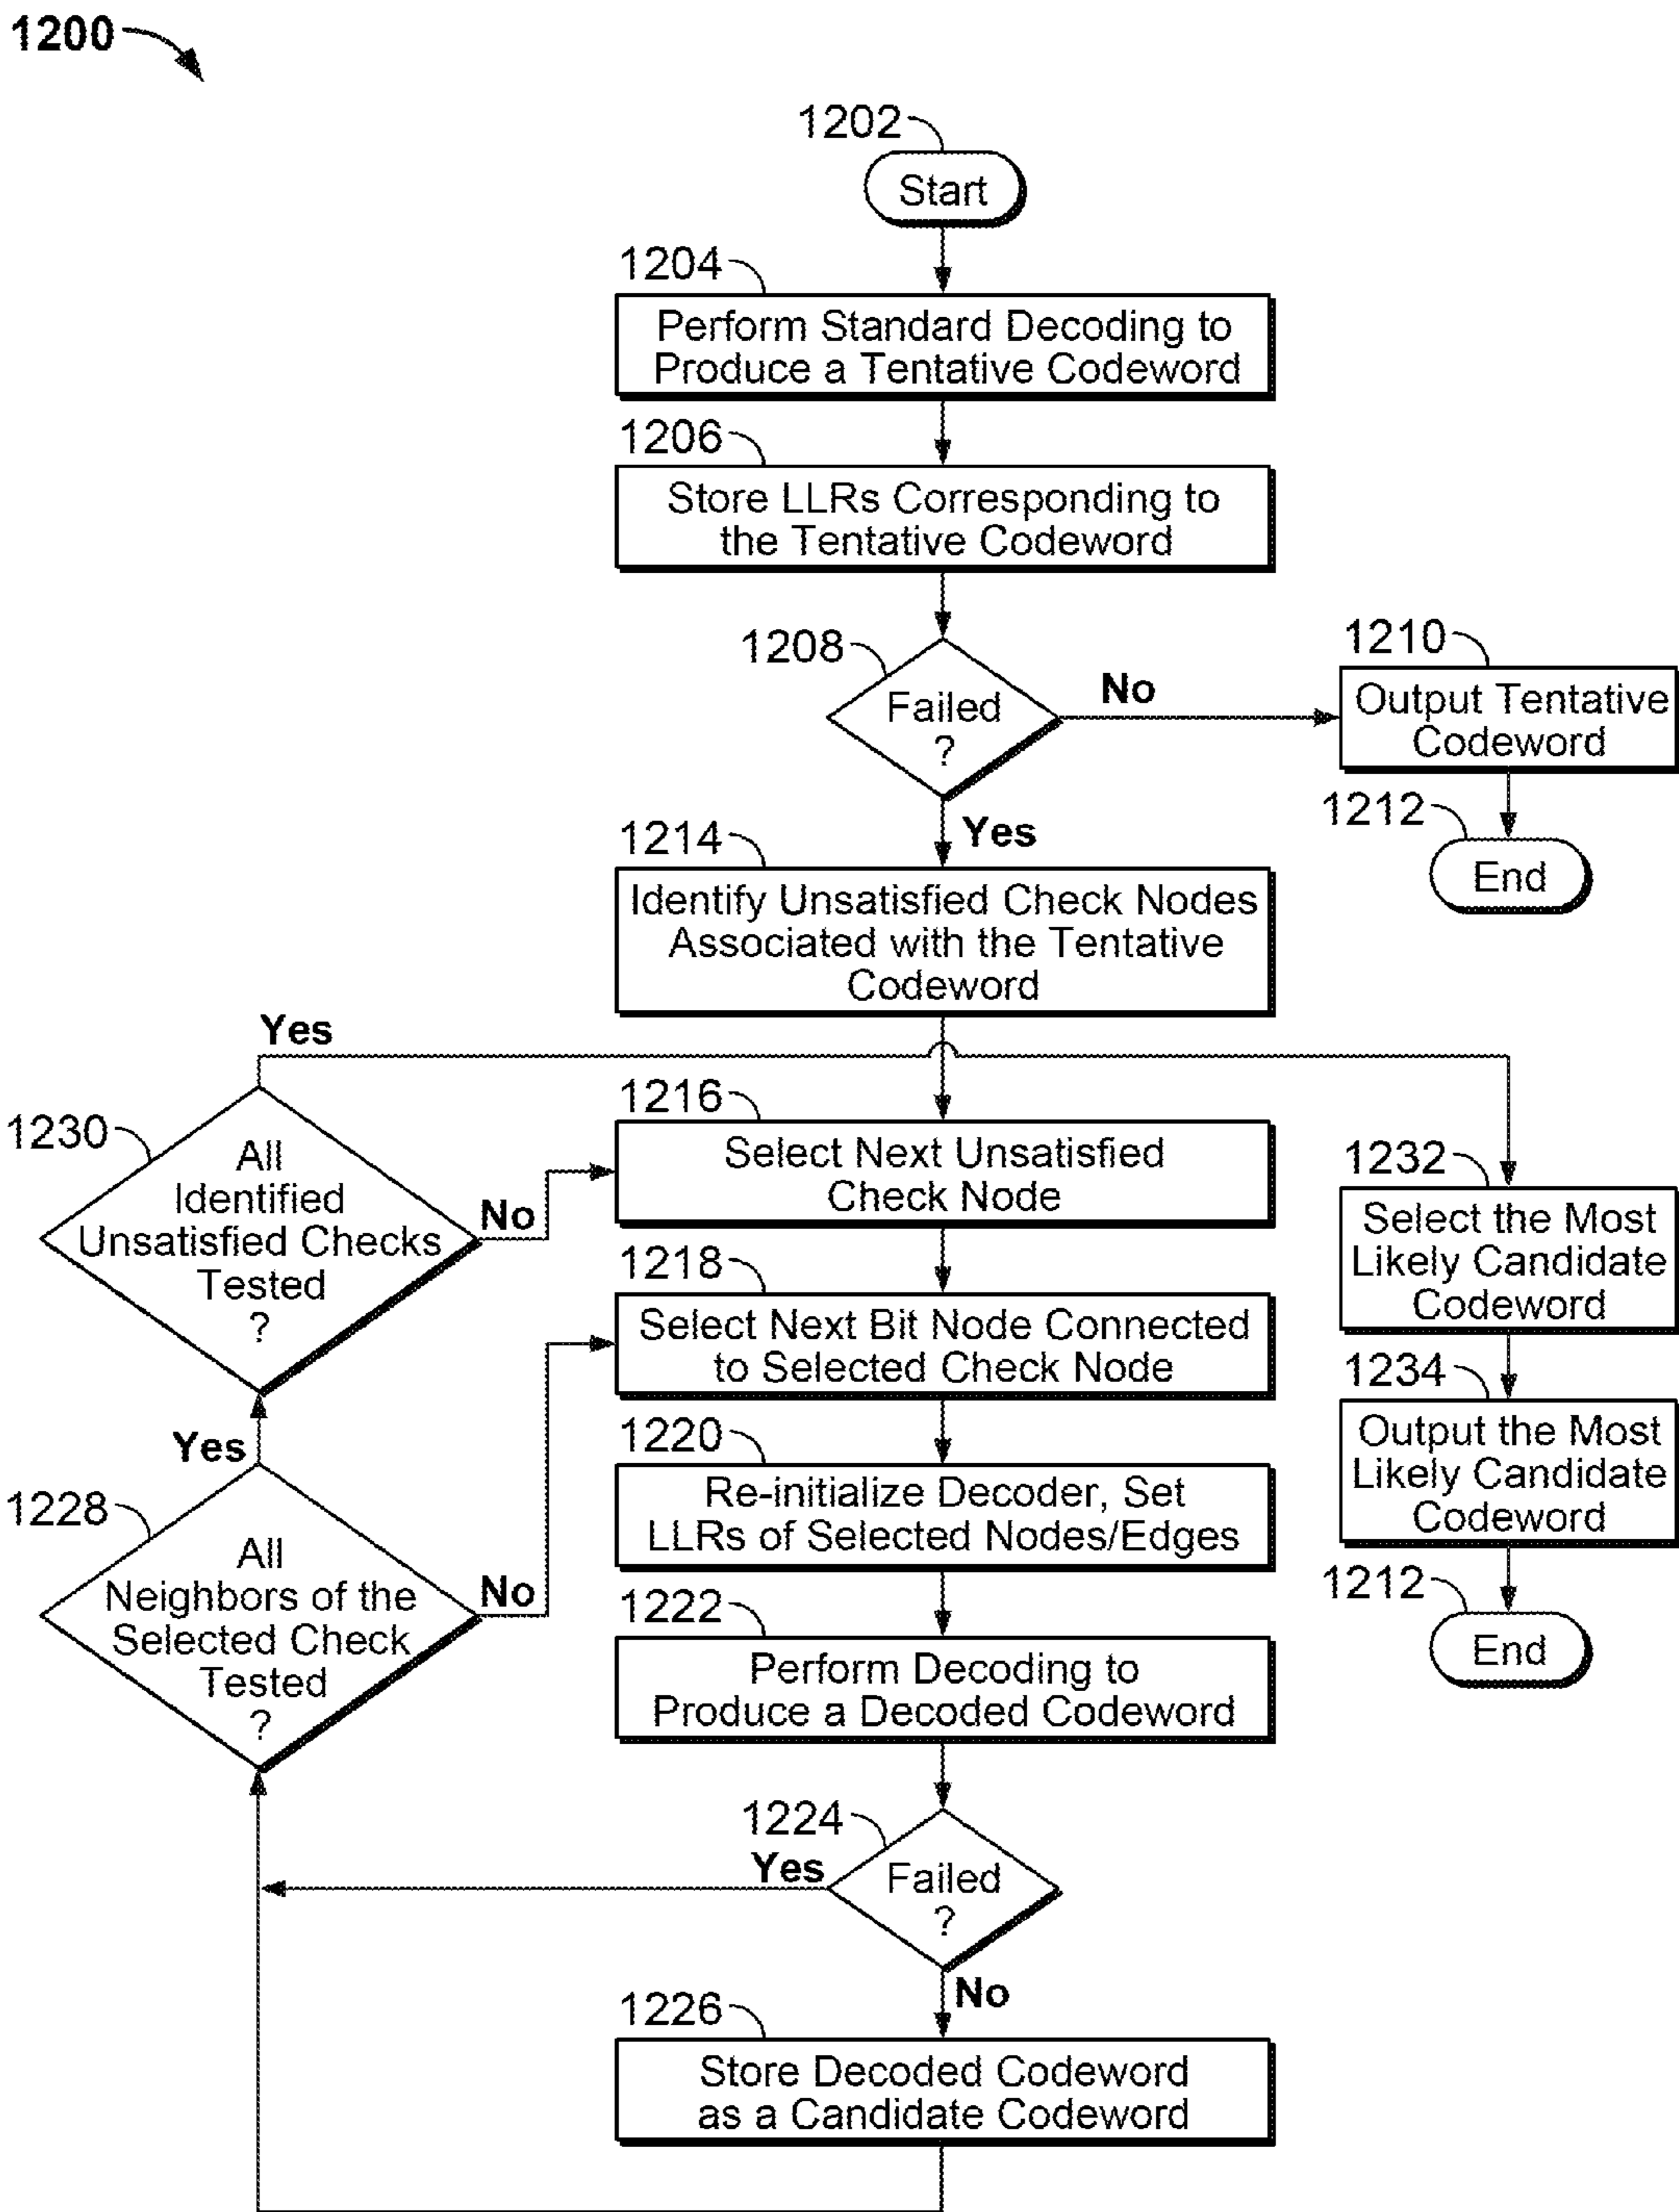 1200
1202
Start
1204
Perform Standard Decoding to
Produce a Tentative Codeword
1206
Store LLRs Corresponding to
the Tentative Codeword
1208
Failed
?
No
1210
Output Tentative
Codeword
1212
End
Yes
1214
Identify Unsatisfied Check Nodes
Associated with the Tentative
Codeword
Yes
1230
All
Identified
Unsatisfied Checks
Tested
?
No
1216
Select Next Unsatisfied
Check Node
1218
Select Next Bit Node Connected
to Selected Check Node
1232
Select the Most
Likely Candidate
Codeword
1234
Output the Most
Likely Candidate
Codeword
1212
End
Yes
1228
All
Neighbors of the
Selected Check
Tested
?
No
1220
Re-initialize Decoder, Set
LLRs of Selected Nodes/Edges
1222
Perform Decoding to
Produce a Decoded Codeword
1224
Yes
Failed
?
No
1226
Store Decoded Codeword
as a Candidate Codeword